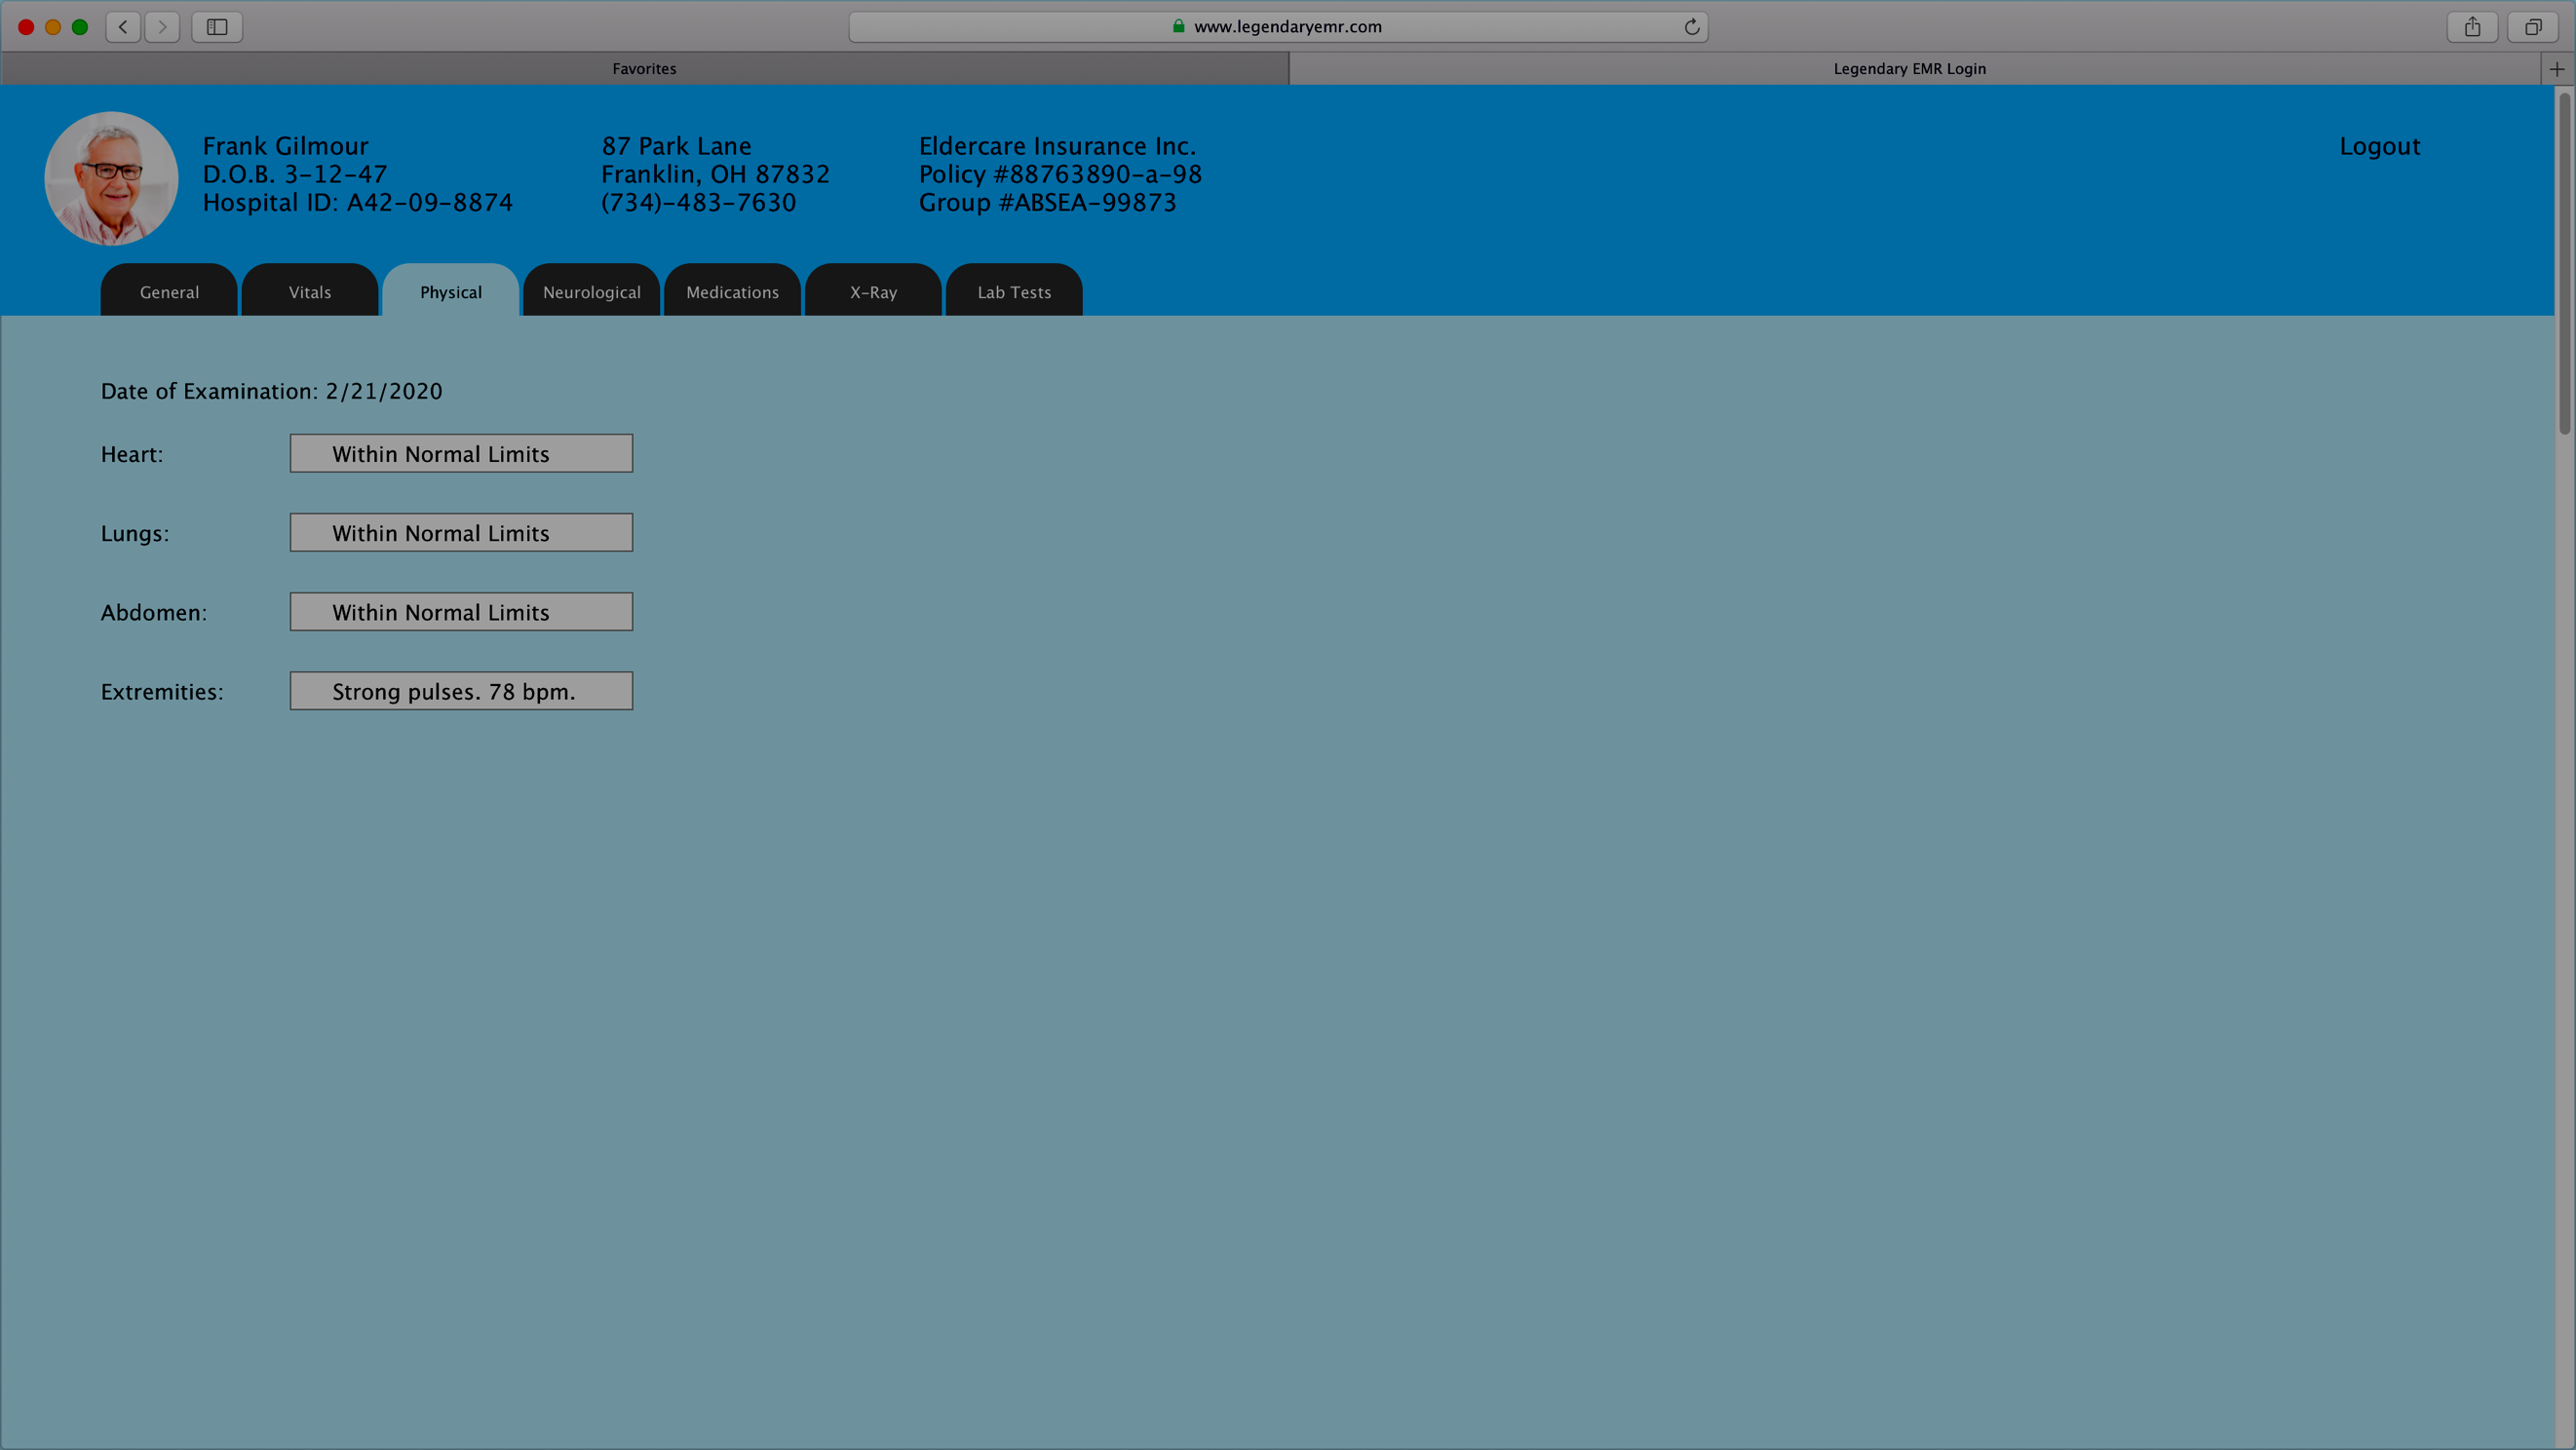 www.legendaryemr.com
Favorites
Legendary EMR Login
Frank Gilmour
D.O.B. 3-12-47
Hospital ID: A42-09-8874
87 Park Lane
Franklin, OH 87832
(734)-483-7630
Eldercare Insurance Inc.
Policy #88763890-a-98
Group #ABSEA-99873
Logout
General
Vitals
Physical
Neurological
Medications
X-Ray
Lab Tests
Date of Examination: 2/21/2020
Heart: Within Normal Limits
Lungs: Within Normal Limits
Abdomen: Within Normal Limits
Extremities: Strong pulses. 78 bpm.